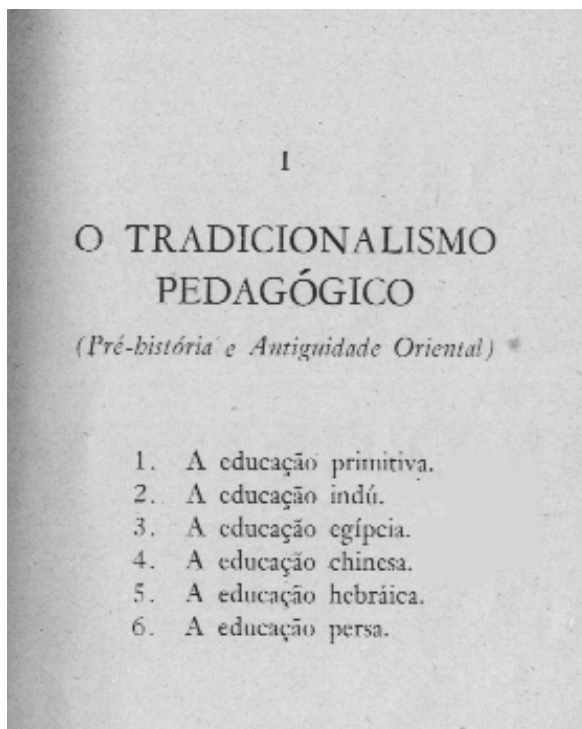 I
O TRADICIONALISMO
PEDAGÓGICO
(Pré-história e Antiguidade Oriental)
1. A educação primitiva.
2. A educação indú.
3. A educação egípcia.
4. A educação chinesa.
5. A educação hebráica.
6. A educação persa.